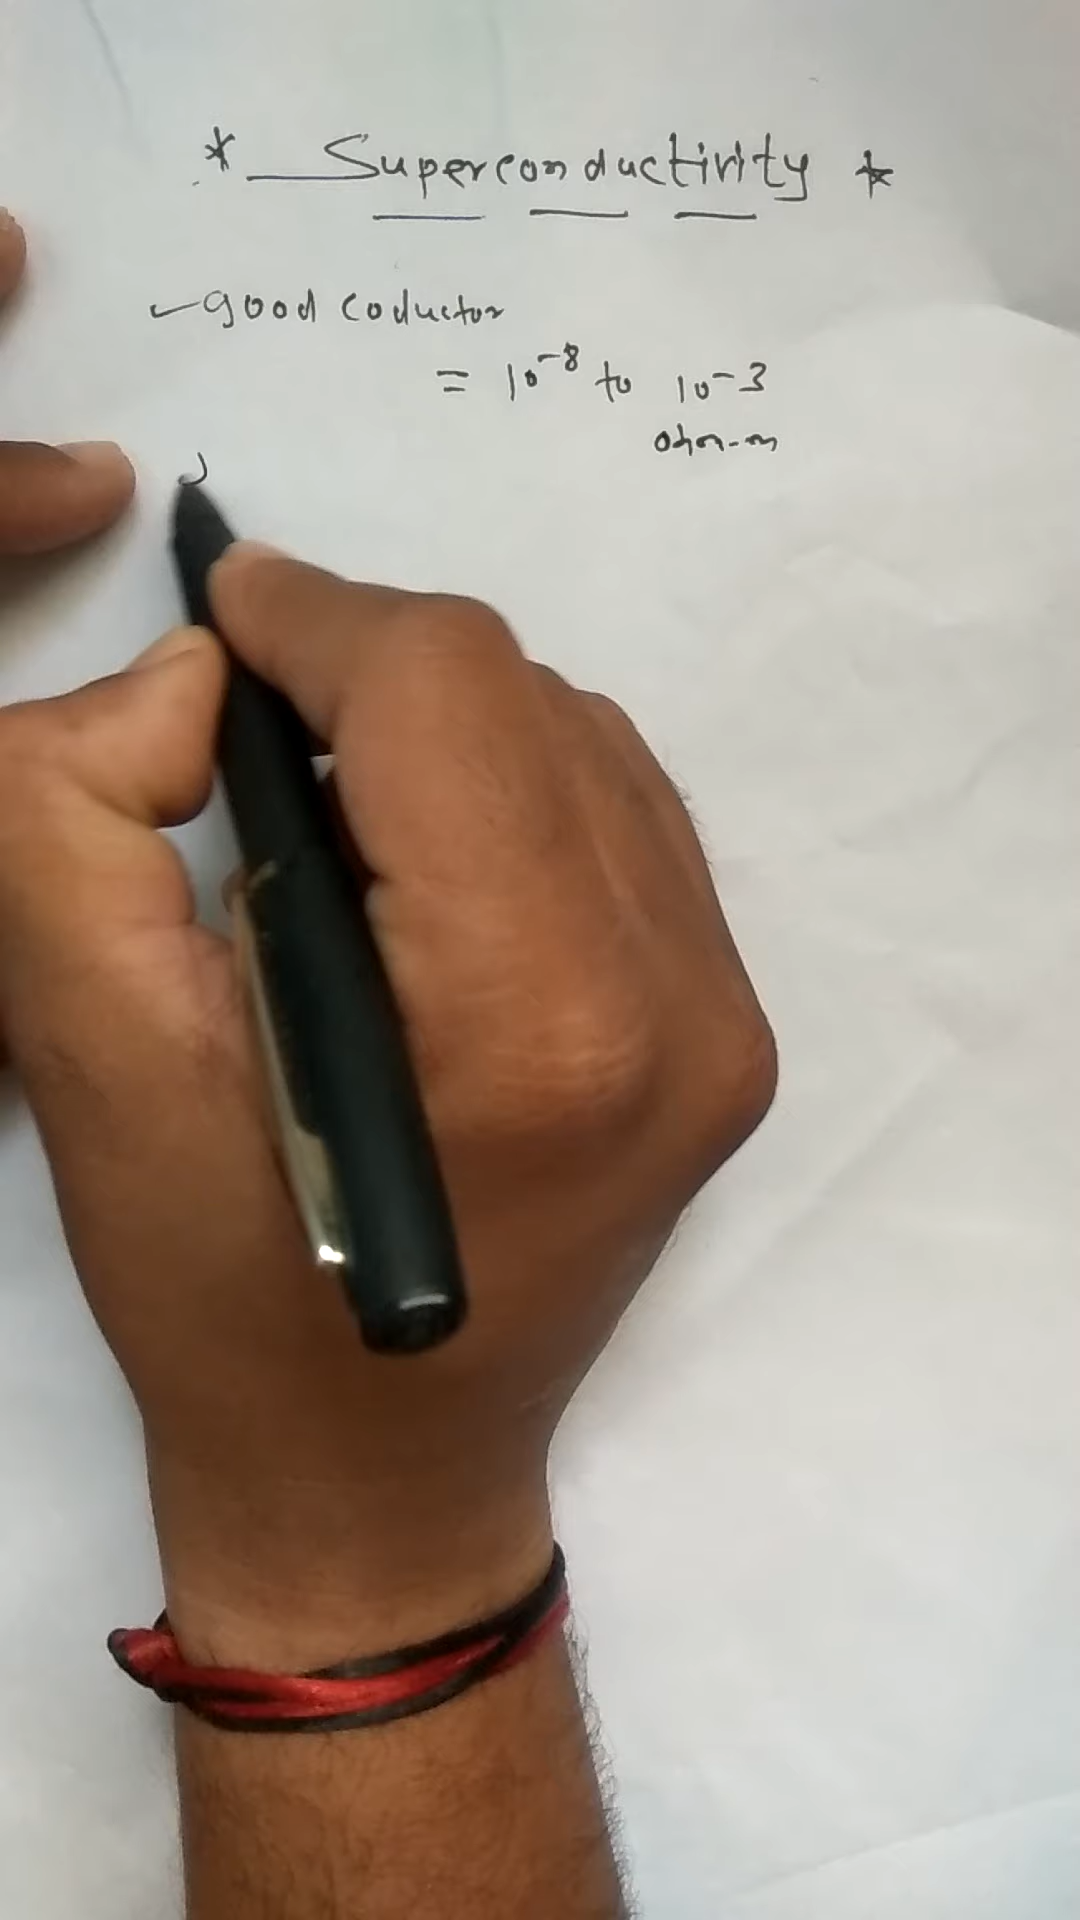 * Superconductivity *
good coductor
= 10⁻⁸ to 10⁻³
ohm-m